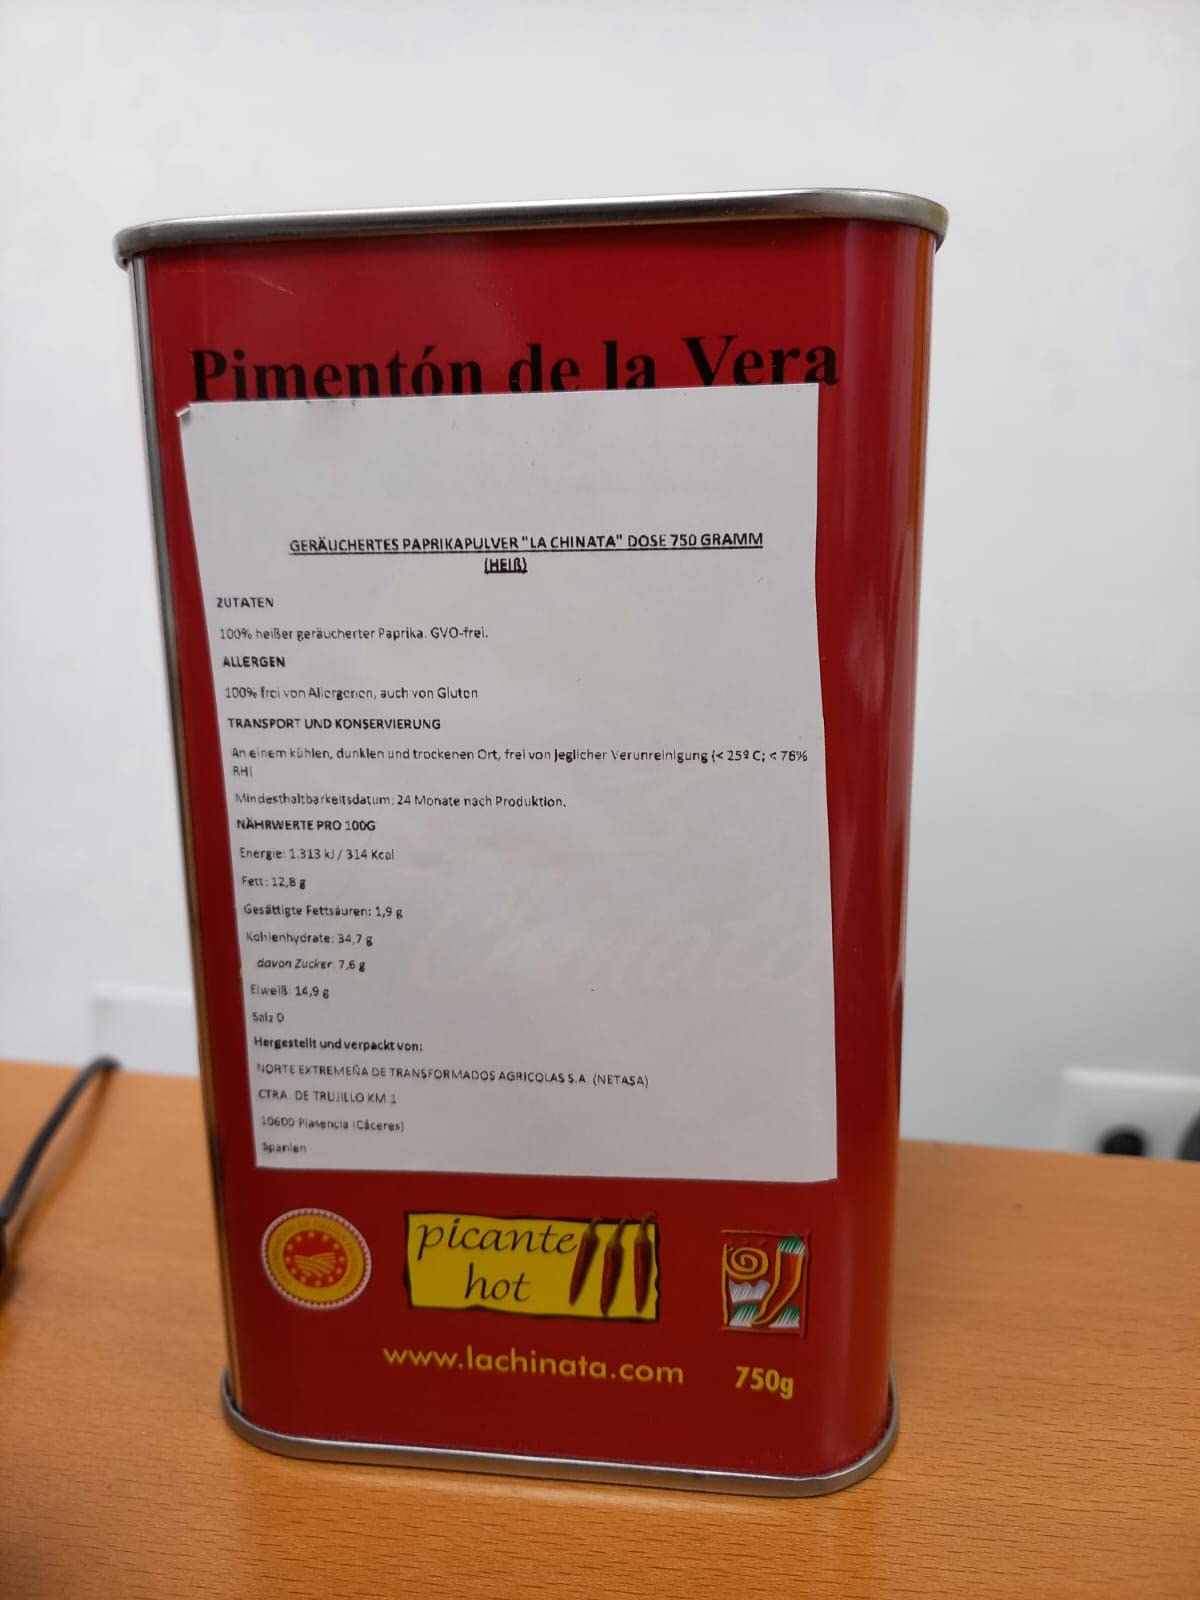 Pimentón de la Vera
GERÄUCHERTES PAPRIKAPULVER "LA CHINATA" DOSE 750 GRAMM
(HEIß)
ZUTATEN
100% heißer geräucherter Paprika. GVO-frei.
ALLERGEN
100% frei von Allergenen, auch von Gluten
TRANSPORT UND KONSERVIERUNG
An einem kühlen, dunklen und trockenen Ort, frei von jeglicher Verunreinigung (< 25º C; < 76%
RH)
Mindesthaltbarkeitsdatum: 24 Monate nach Produktion.
NÄHRWERTE PRO 100G
Energie: 1.313 kJ / 314 Kcal
Fett: 12,8 g
Gesättigte Fettsäuren: 1,9 g
Kohlenhydrate: 34,7 g
davon Zucker: 7,6 g
Eiweiß: 14,9 g
Salz 0
Hergestellt und verpackt von:
NORTE EXTREMEÑA DE TRANSFORMADOS AGRICOLAS S.A. (NETASA)
CTRA. DE TRUJILLO KM.1
10600 Plasencia (Cáceres)
Spanien
picante
hot
www.lachinata.com
750g